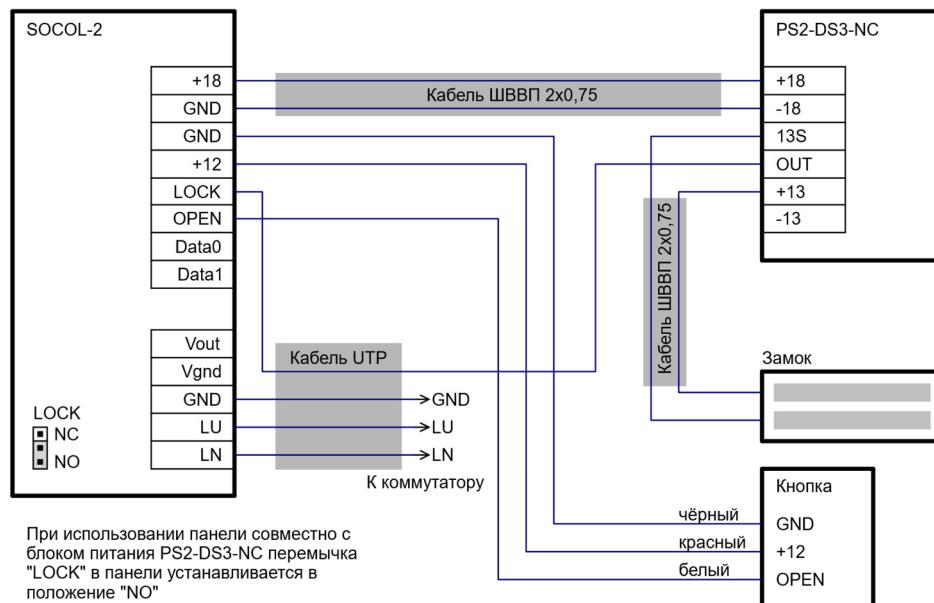 SOCOL-2
+18
GND
GND
+12
LOCK
OPEN
Data0
Data1
Vout
Vgnd
GND
LU
LN
LOCK
NC
NO
Кабель ШВВП 2x0,75
Кабель UTP
GND
LU
LN
К коммутатору
PS2-DS3-NC
+18
-18
13S
OUT
+13
-13
Кабель ШВВП 2x0,75
Замок
Кнопка
чёрный
GND
красный
+12
белый
OPEN
При использовании панели совместно с
блоком питания PS2-DS3-NC перемычка
"LOCK" в панели устанавливается в
положение "NO"